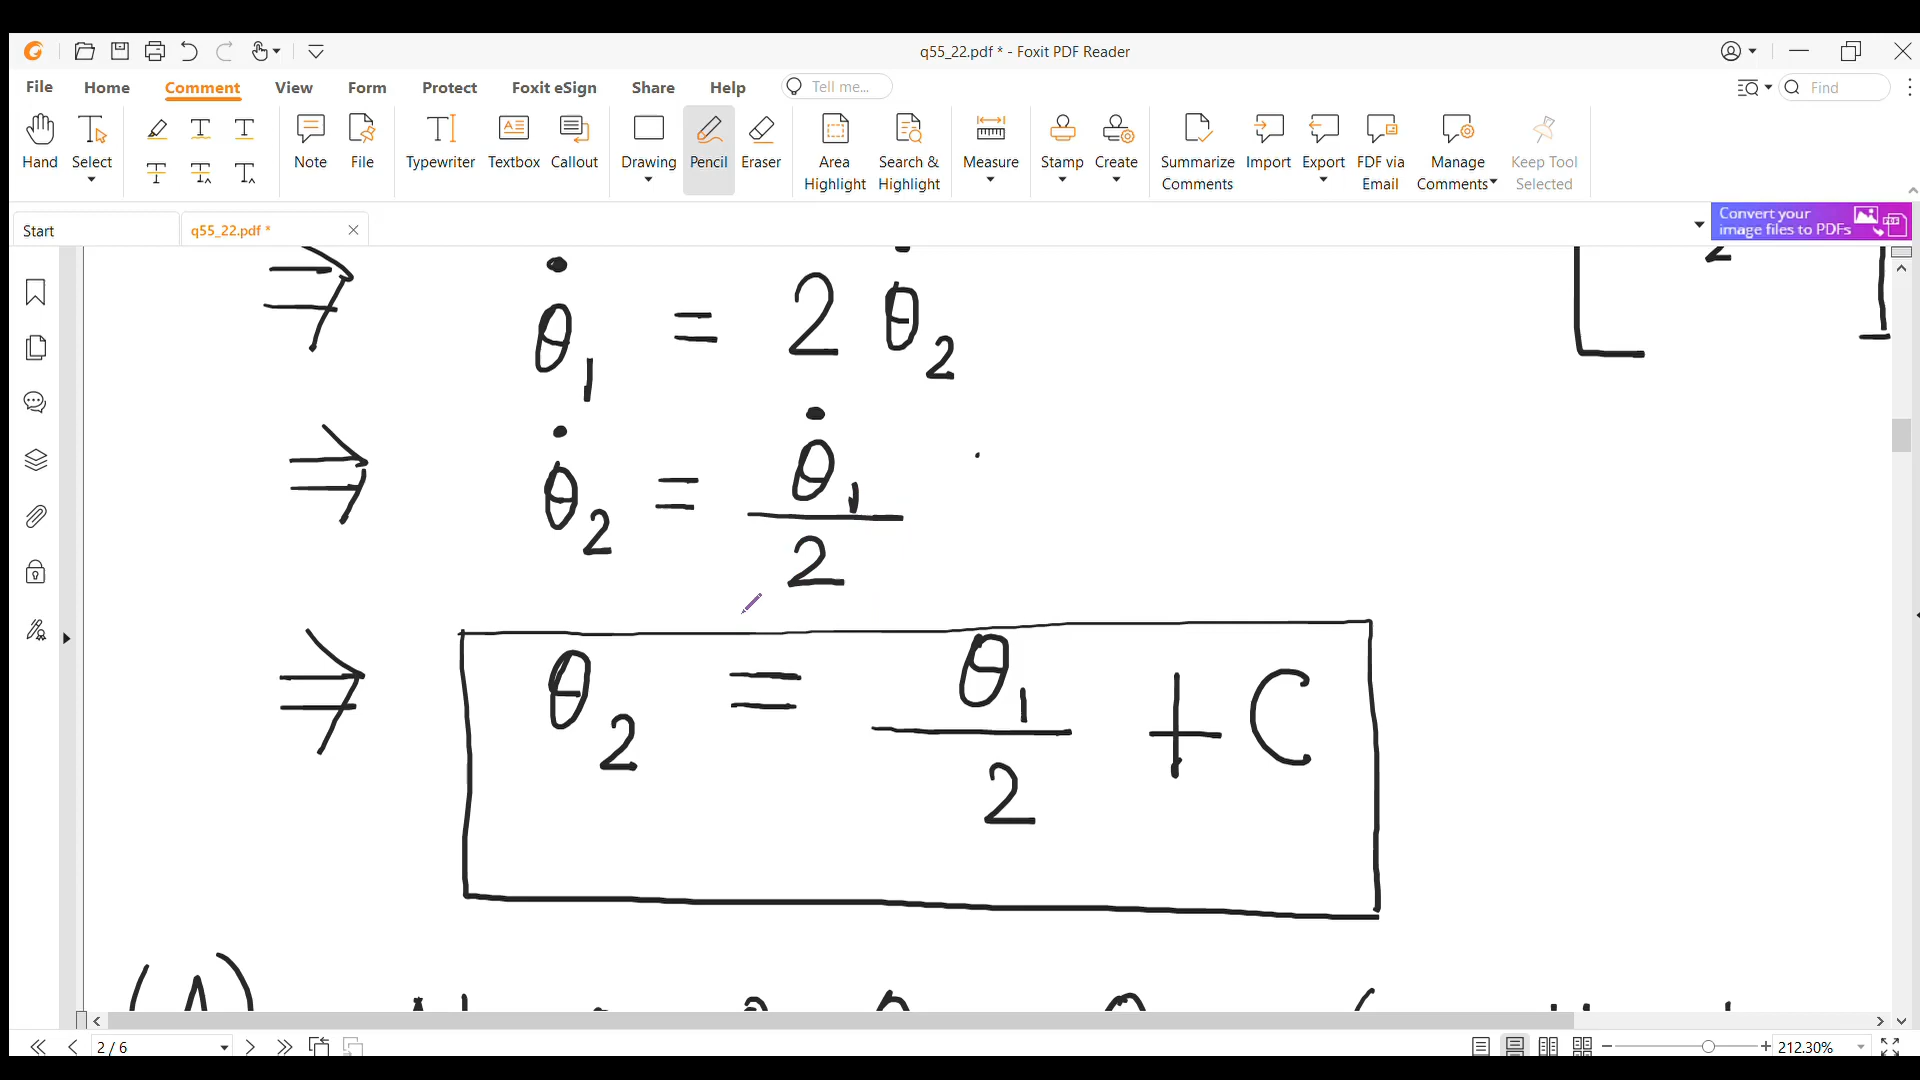 q55_22.pdf * - Foxit PDF Reader
File Home Comment View Form Protect Foxit eSign Share Help Tell me... Find
Hand Select Note File Typewriter Textbox Callout Drawing Pencil Eraser Area Highlight Search & Highlight Measure Stamp Create Summarize Comments Import Export FDF via Email Manage Comments Keep Tool Selected
Start q55_22.pdf *
Convert your
image files to PDFs
2
⇒ θ̇₁ = 2 θ̇₂
⇒ θ̇₂ = θ̇₁ / 2
⇒ θ₂ = θ₁ / 2 + C
2 / 6 212.30%